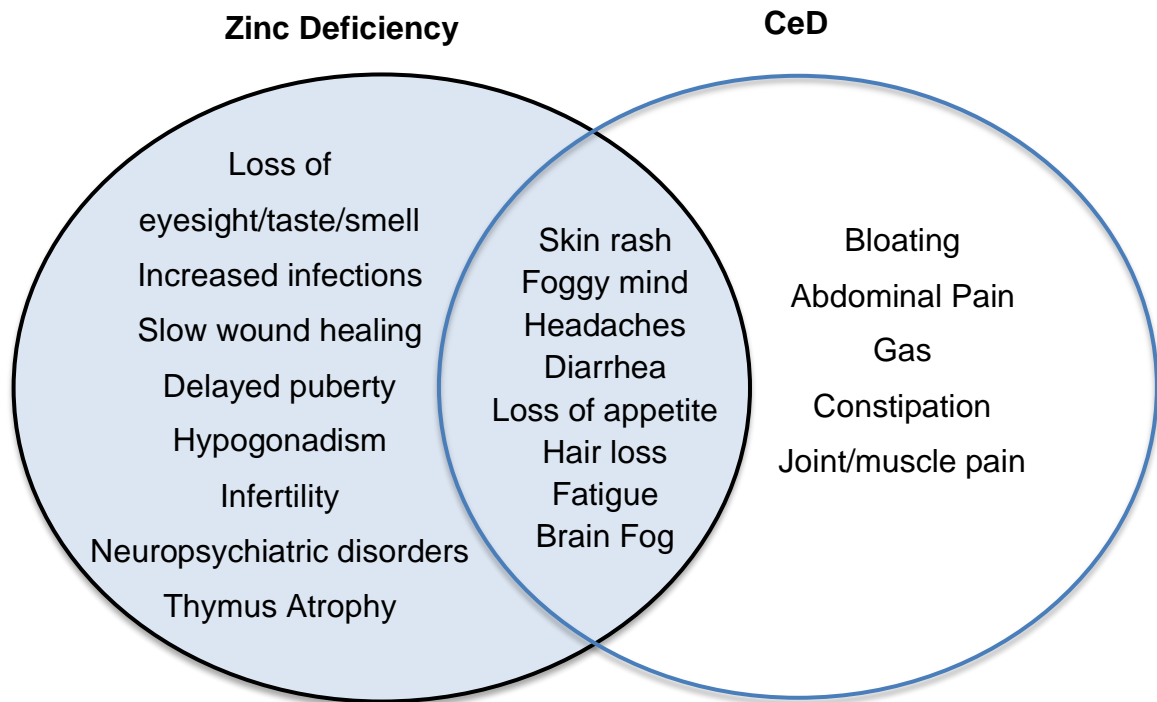 Zinc Deficiency
CeD
Loss of
eyesight/taste/smell
Increased infections
Slow wound healing
Delayed puberty
Hypogonadism
Infertility
Neuropsychiatric disorders
Thymus Atrophy
Skin rash
Foggy mind
Headaches
Diarrhea
Loss of appetite
Hair loss
Fatigue
Brain Fog
Bloating
Abdominal Pain
Gas
Constipation
Joint/muscle pain